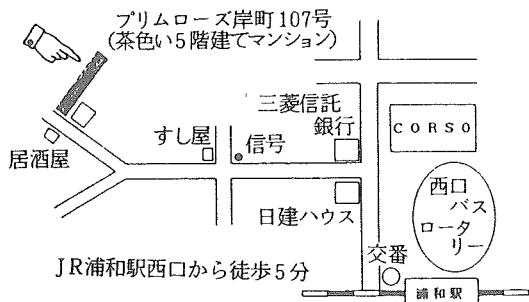 プリムローズ岸町107号
(茶色い5階建てマンション)
三菱信託
銀行
CORSO
すし屋
信号
居酒屋
西口
バス
ロータ
リー
日建ハウス
交番
JR浦和駅西口から徒歩5分
浦和駅